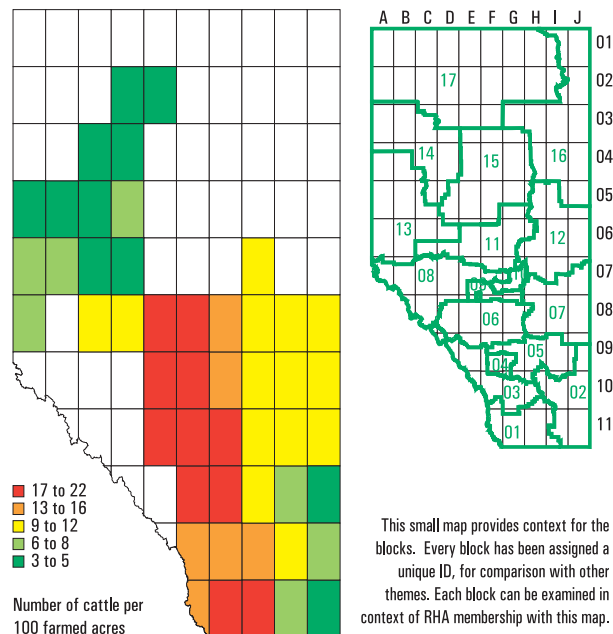 17 to 22
13 to 16
9 to 12
6 to 8
3 to 5
Number of cattle per
100 farmed acres
A B C D E F G H I J
01
02
03
04
05
06
07
08
09
10
11
17
14
15
16
13
11
12
08
07
06
05
04
03
02
01
This small map provides context for the
blocks. Every block has been assigned a
unique ID, for comparison with other
themes. Each block can be examined in
context of RHA membership with this map.